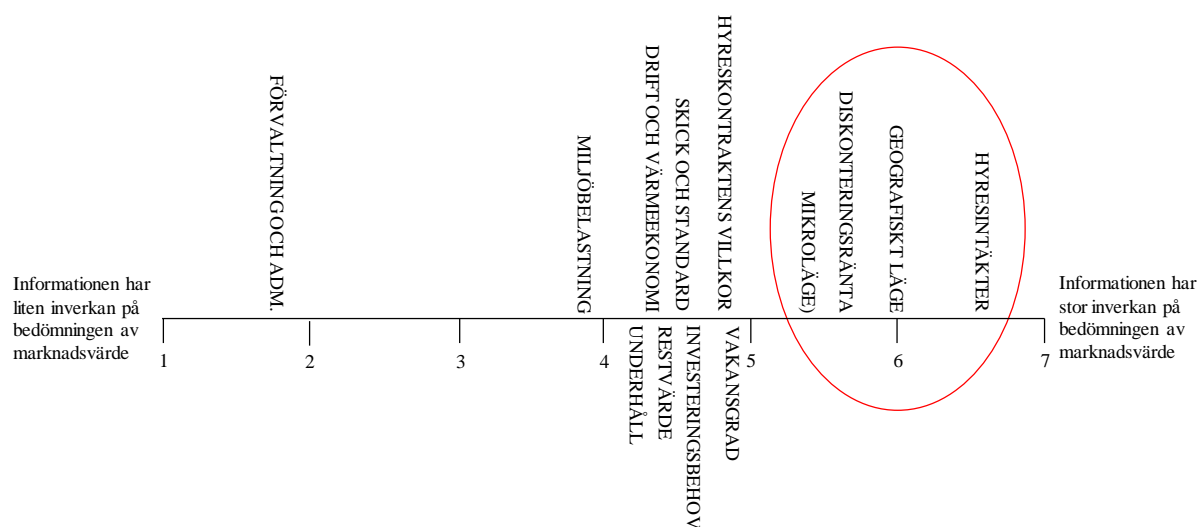 Informationen har
liten inverkan på
bedömningen av
marknadsvärde
FÖRVALTNING OCH ADM.
MILJÖBELASTNING
DRIFT OCH VÄRMEEKONOMI
SKICK OCH STANDARD
HYRESKONTRAKTENS VILLKOR
MIKROLÄGE)
DISKONTERINGSRÄNTA
GEOGRAFISKT LÄGE
HYRESINTÄKTER
Informationen har
stor inverkan på
bedömningen av
marknadsvärde
1 2 3 4 5 6 7
UNDERHÅLL
RESTVÄRDE
INVESTERINGSBEHOV
VAKANSGRAD